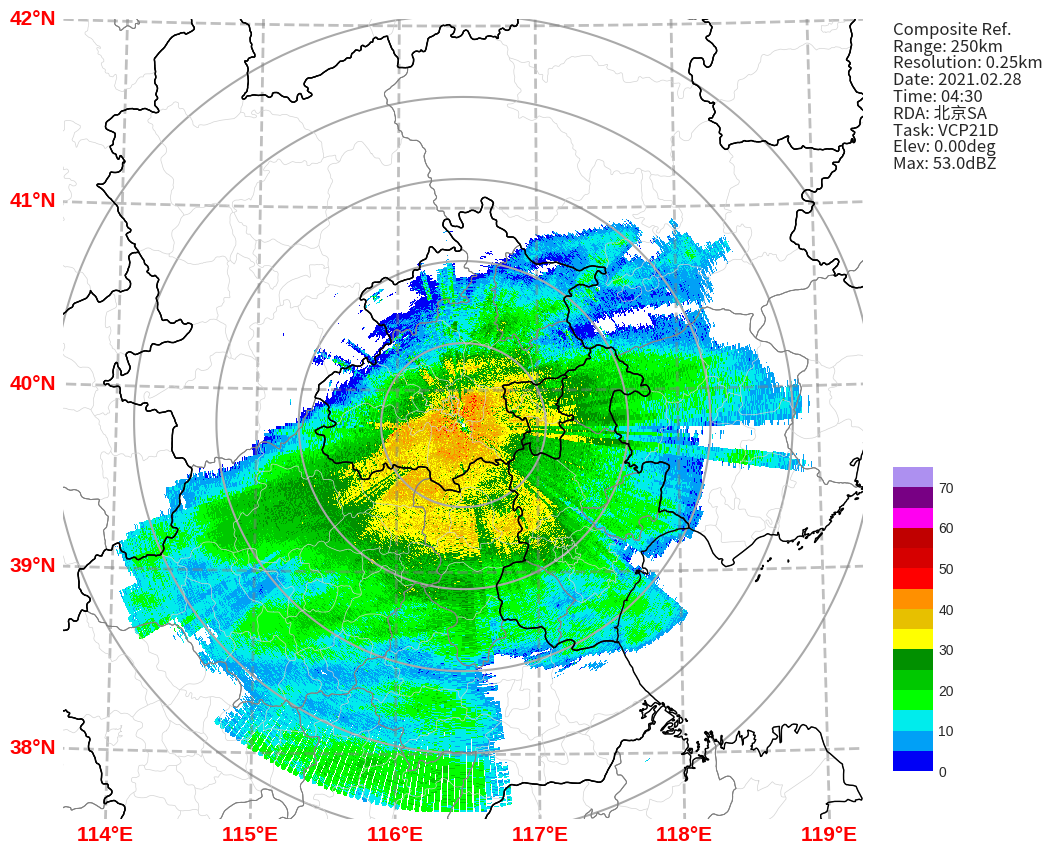 42°N
41°N
40°N
39°N
38°N
114°E 115°E 116°E 117°E 118°E 119°E
Composite Ref.
Range: 250km
Resolution: 0.25km
Date: 2021.02.28
Time: 04:30
RDA: 北京SA
Task: VCP21D
Elev: 0.00deg
Max: 53.0dBZ
70
60
50
40
30
20
10
0